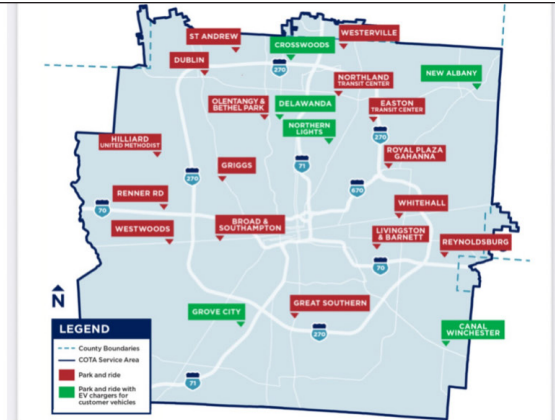 ST ANDREW
CROSSWOODS
WESTERVILLE
DUBLIN
270
NORTHLAND
TRANSIT CENTER
NEW ALBANY
OLENTANGY &
BETHEL PARK
DELAWANDA
EASTON
TRANSIT CENTER
NORTHERN
LIGHTS
270
HILLIARD
UNITED METHODIST
ROYAL PLAZA
GAHANNA
GRIGGS
71
270
670
RENNER RD
70
WHITEHALL
WESTWOODS
BROAD &
SOUTHAMPTON
LIVINGSTON
& BARNETT
REYNOLDSBURG
70
N
GROVE CITY
GREAT SOUTHERN
270
CANAL
WINCHESTER
71
LEGEND
County Boundaries
COTA Service Area
Park and ride
Park and ride with
EV chargers for
customer vehicles